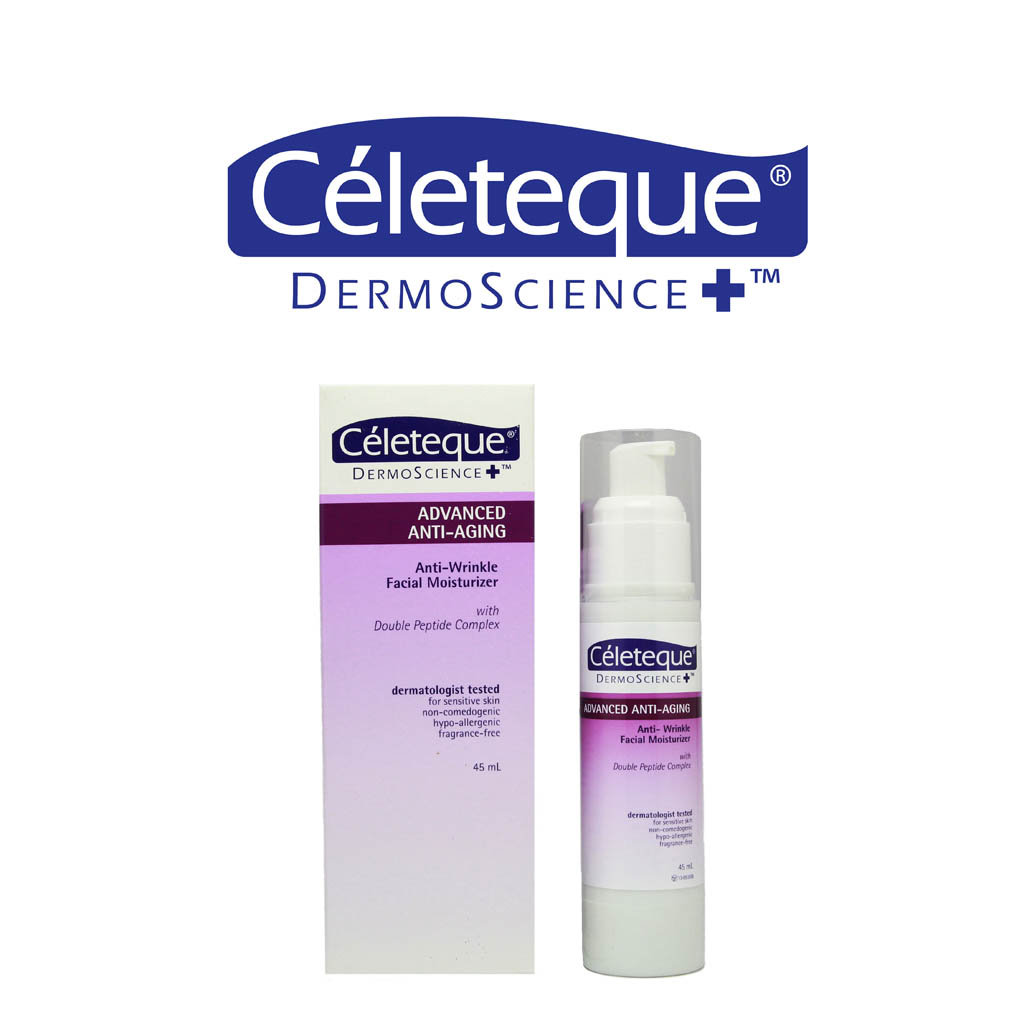 Céleteque®
DERMOSCIENCE+™
Céleteque®
DERMOSCIENCE+™
ADVANCED
ANTI-AGING
Anti-Wrinkle
Facial Moisturizer
with
Double Peptide Complex
dermatologist tested
for sensitive skin
non-comedogenic
hypo-allergenic
fragrance-free
45 mL
Céleteque®
DERMOSCIENCE+™
ADVANCED ANTI-AGING
Anti- Wrinkle
Facial Moisturizer
with
Double Peptide Complex
dermatologist tested
for sensitive skin
non-comedogenic
hypo-allergenic
fragrance-free
45 mL